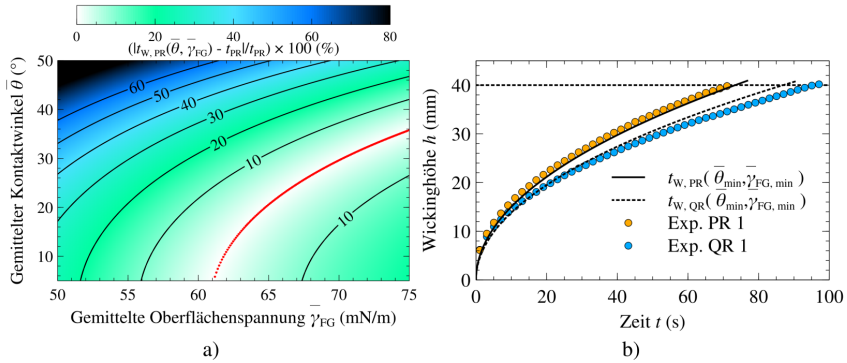 0 20 40 60 80
(|t_W, PR(θ̅, γ̅_FG) - t_PR|/t_PR) × 100 (%)
Gemittelter Kontaktwinkel θ̅ (°)
50
40
30
20
10
60
50
40
30
20
10
10
50 55 60 65 70 75
Gemittelte Oberflächenspannung γ̅_FG (mN/m)
a)
Wickinghöhe h (mm)
50
40
30
20
10
0
t_W, PR(θ̅_min, γ̅_FG, min)
t_W, QR(θ̅_min, γ̅_FG, min)
Exp. PR 1
Exp. QR 1
0 20 40 60 80 100
Zeit t (s)
b)